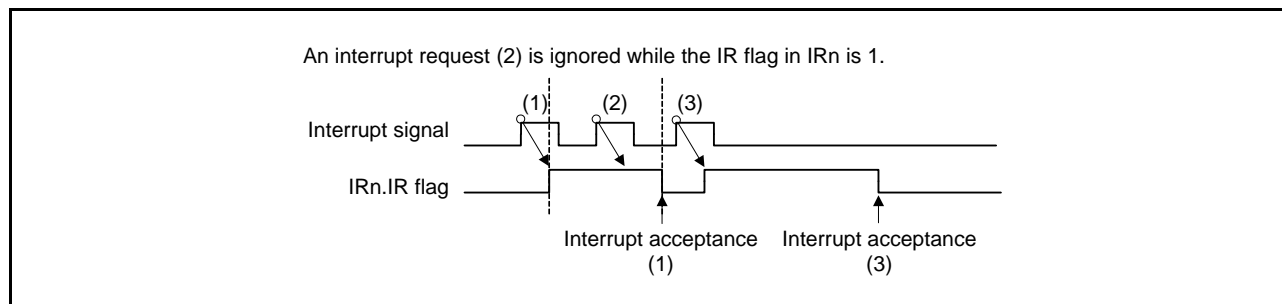 An interrupt request (2) is ignored while the IR flag in IRn is 1.
(1) (2) (3)
Interrupt signal
IRn.IR flag
Interrupt acceptance Interrupt acceptance
(1) (3)